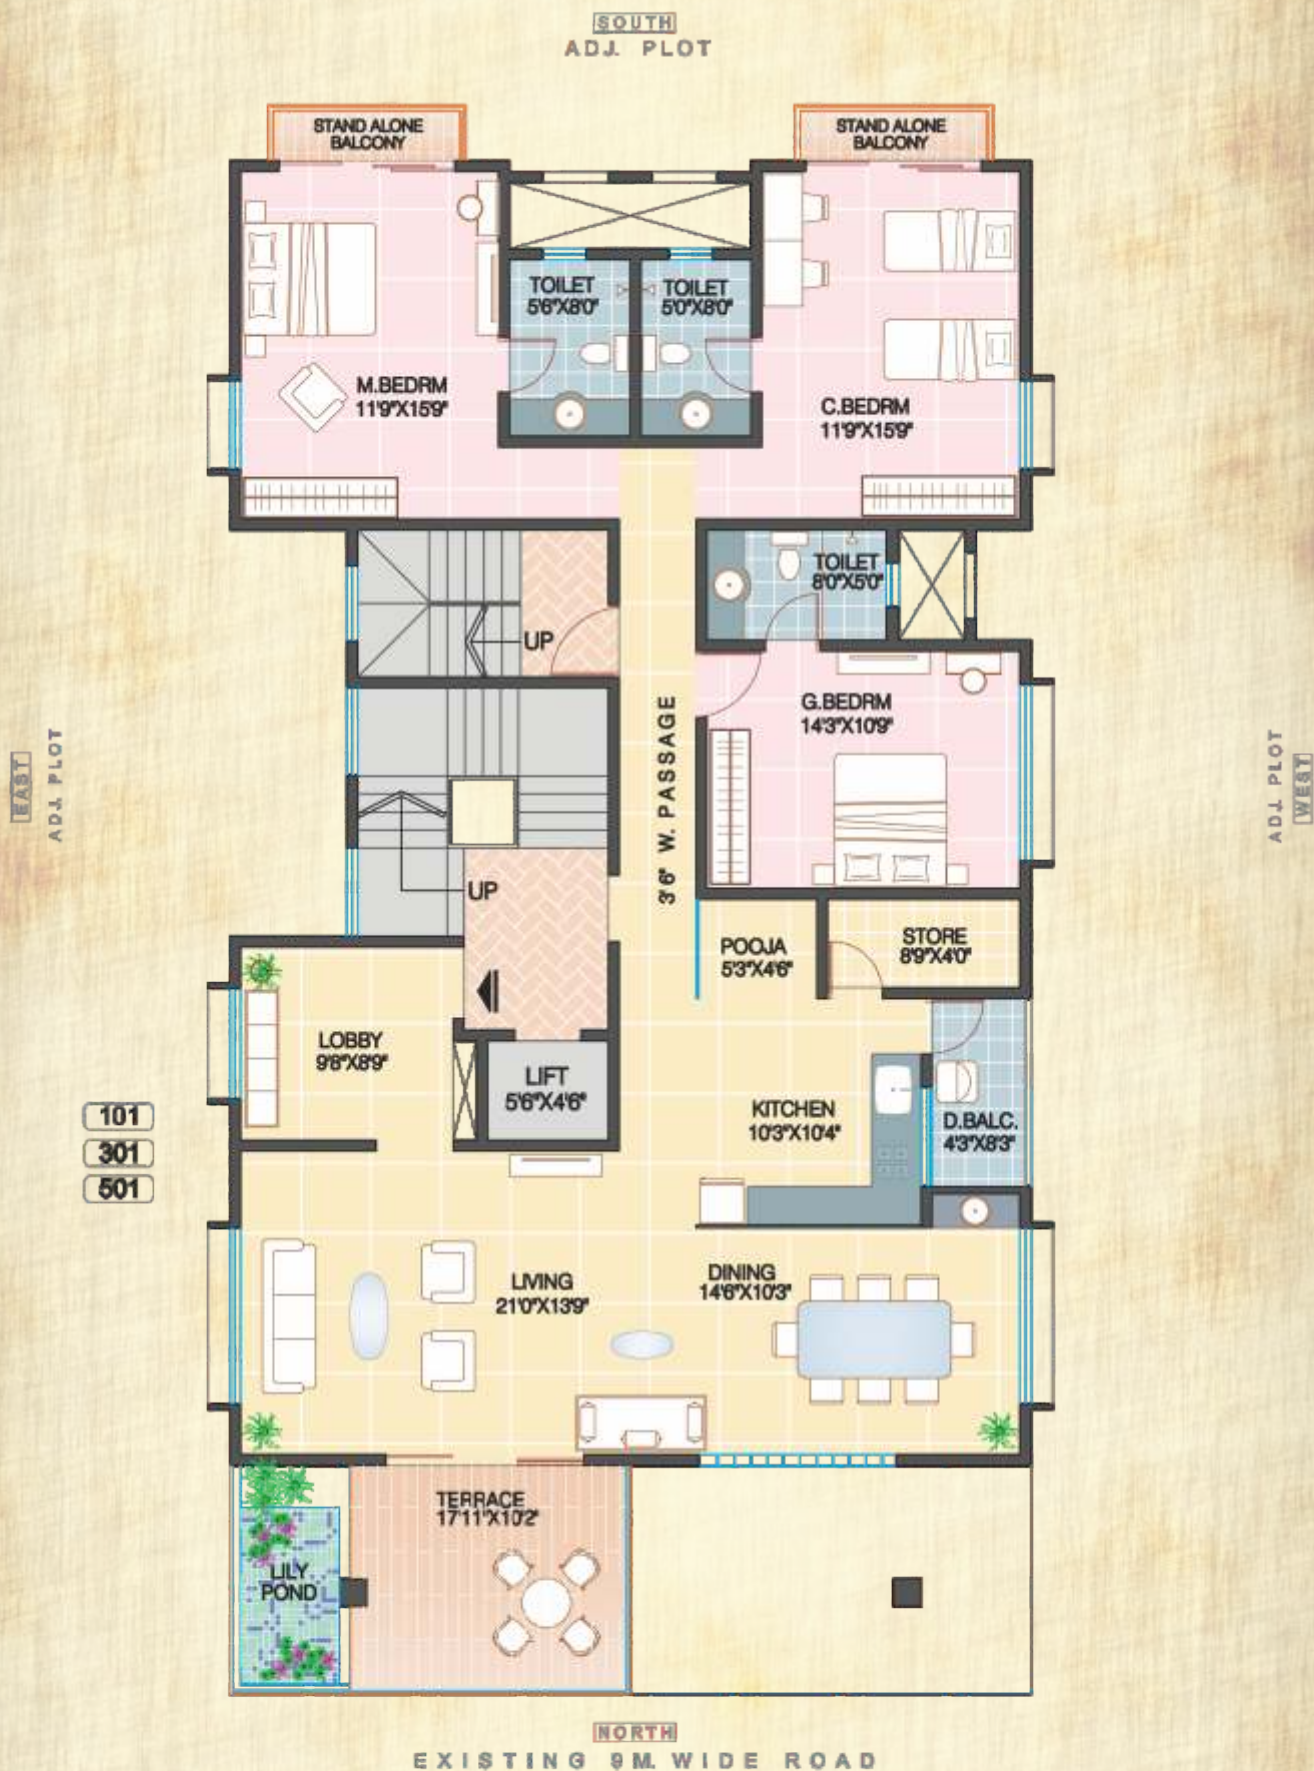 SOUTH
ADJ. PLOT
STAND ALONE
BALCONY
STAND ALONE
BALCONY
TOILET
5'6"X8'0"
TOILET
5'0"X8'0"
M.BEDRM
11'9"X15'9"
C.BEDRM
11'9"X15'9"
TOILET
8'0"X5'0"
UP
G.BEDRM
14'3"X10'9"
3'6" W. PASSAGE
EAST
ADJ. PLOT
ADJ. PLOT
WEST
UP
POOJA
5'3"X4'6"
STORE
8'9"X4'0"
LOBBY
9'8"X8'9"
LIFT
5'6"X4'6"
KITCHEN
10'3"X10'4"
D.BALC.
4'3"X8'3"
101
301
501
LIVING
21'0"X13'9"
DINING
14'6"X10'3"
TERRACE
17'11"X10'2"
LILY
POND
NORTH
EXISTING 9M. WIDE ROAD